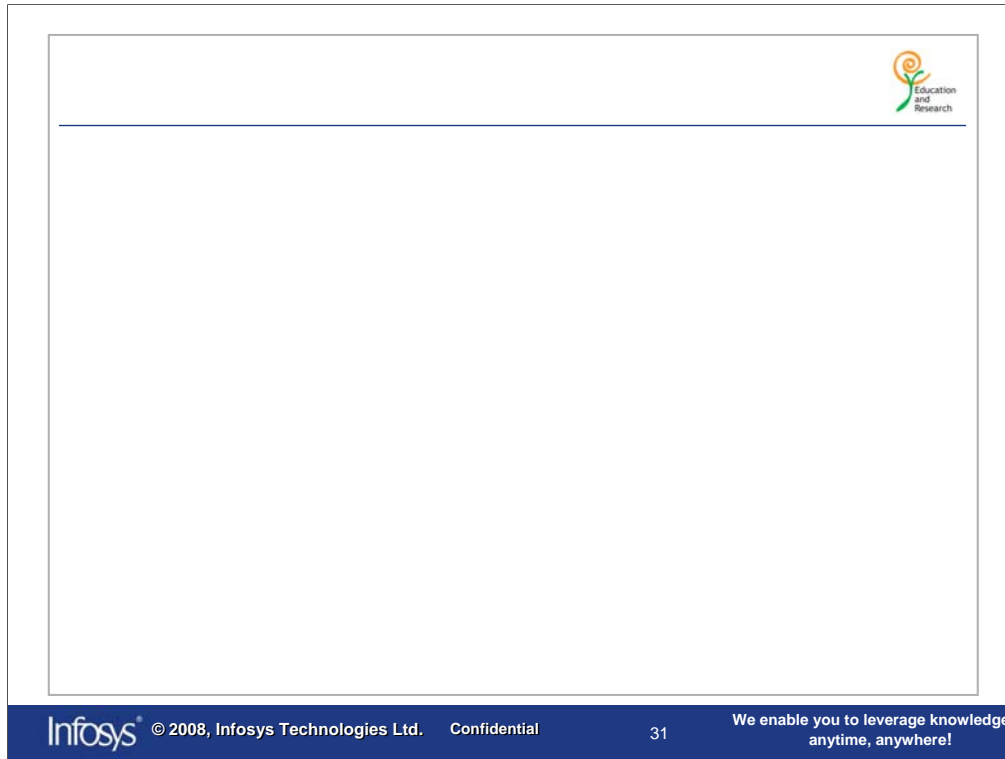 Education
and
Research
Infosys® © 2008, Infosys Technologies Ltd. Confidential 31
We enable you to leverage knowledge
anytime, anywhere!